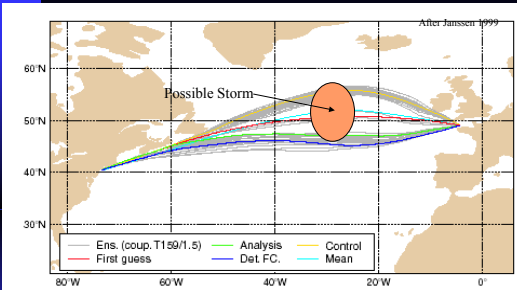 After Janssen 1999
60°N
Possible Storm
50°N
40°N
30°N
Ens. (coup. T159/1.5) Analysis Control
First guess Det. FC. Mean
80°W 60°W 40°W 20°W 0°